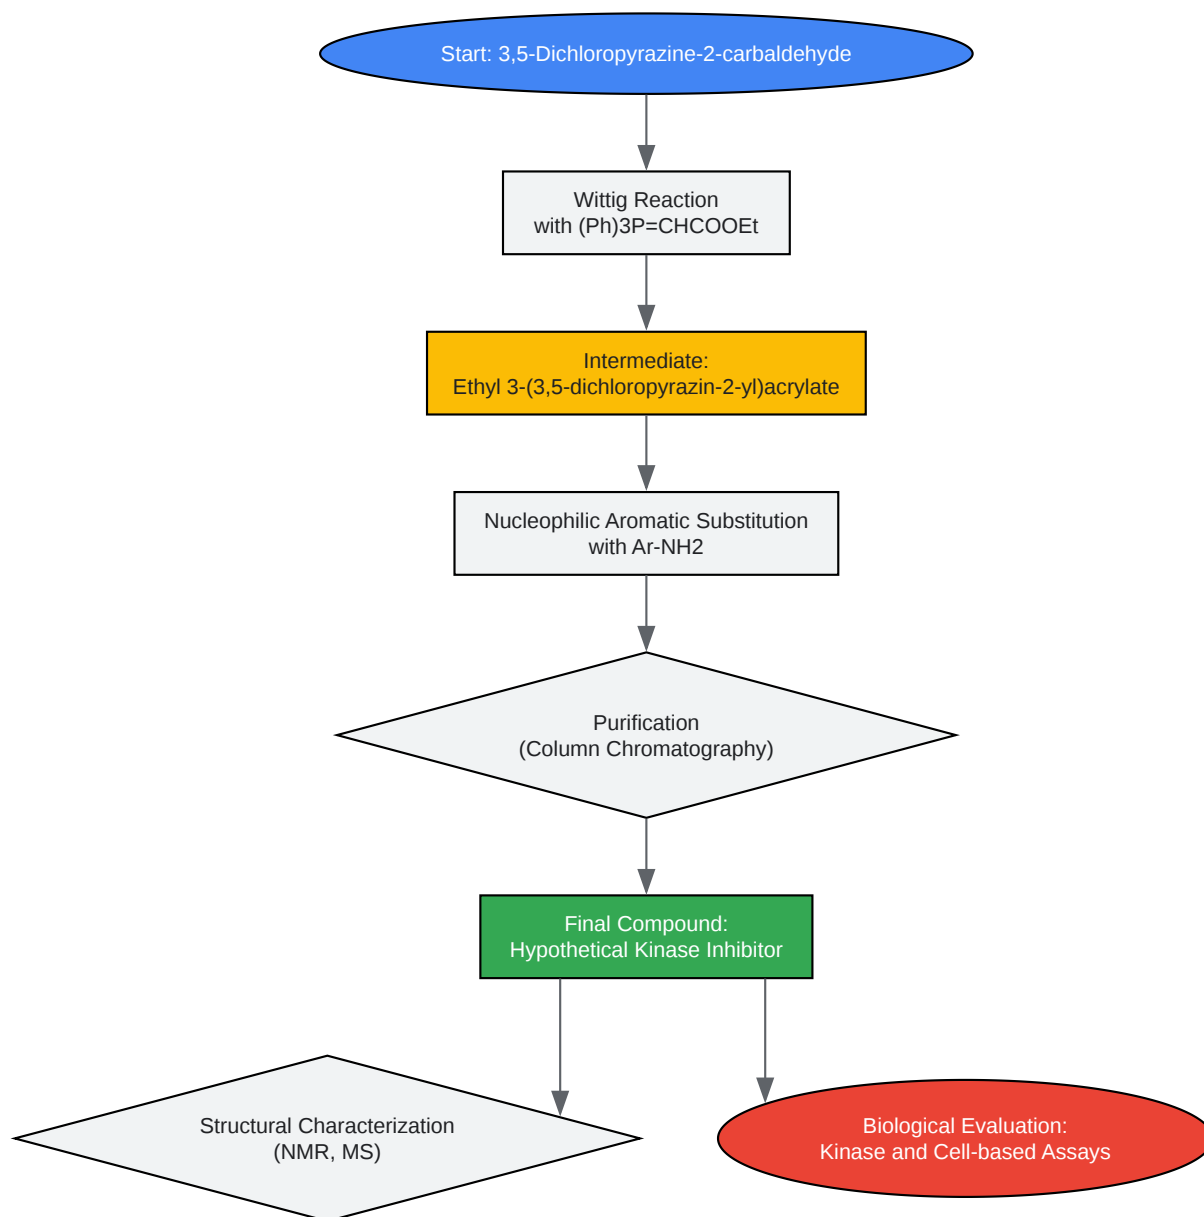 Start: 3,5-Dichloropyrazine-2-carbaldehyde
Wittig Reaction
with (Ph)3P=CHCOOEt
Intermediate:
Ethyl 3-(3,5-dichloropyrazin-2-yl)acrylate
Nucleophilic Aromatic Substitution
with Ar-NH2
Purification
(Column Chromatography)
Final Compound:
Hypothetical Kinase Inhibitor
Structural Characterization
(NMR, MS)
Biological Evaluation:
Kinase and Cell-based Assays